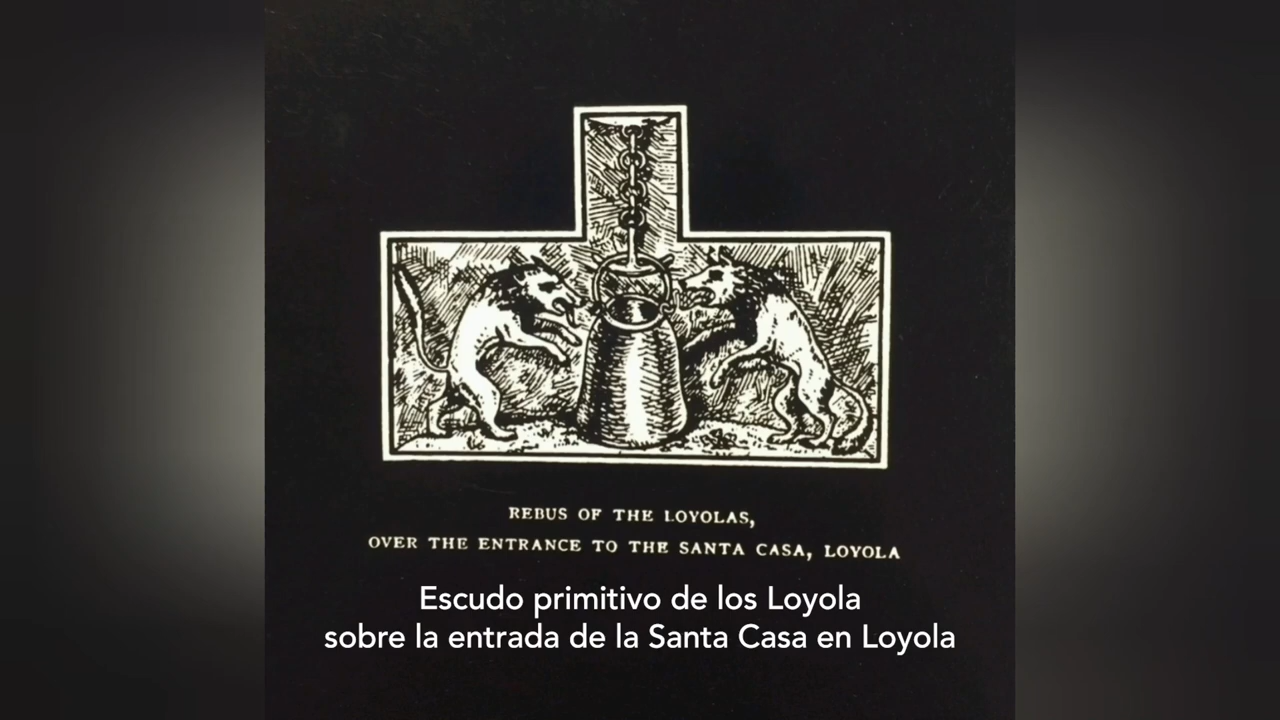 REBUS OF THE LOYOLAS,
OVER THE ENTRANCE TO THE SANTA CASA, LOYOLA
Escudo primitivo de los Loyola
sobre la entrada de la Santa Casa en Loyola